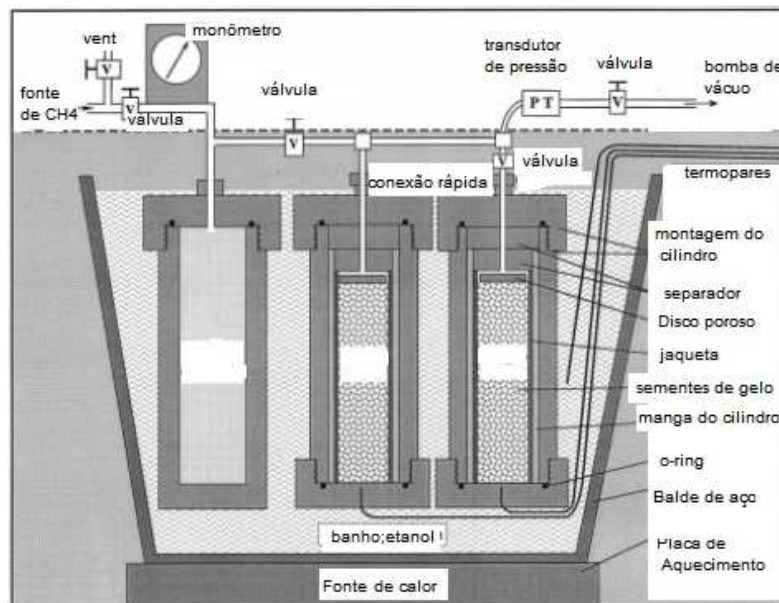 vent
monômetro
fonte
de CH4
V
V
válvula
válvula
V
transdutor
de pressão
P T
válvula
V
bomba de
vácuo
V
válvula
conexão rápida
termopares
montagem do
cilindro
separador
Disco poroso
jaqueta
sementes de gelo
manga do cilindro
o-ring
Balde de aço
Placa de
Aquecimento
banho;etanol
Fonte de calor